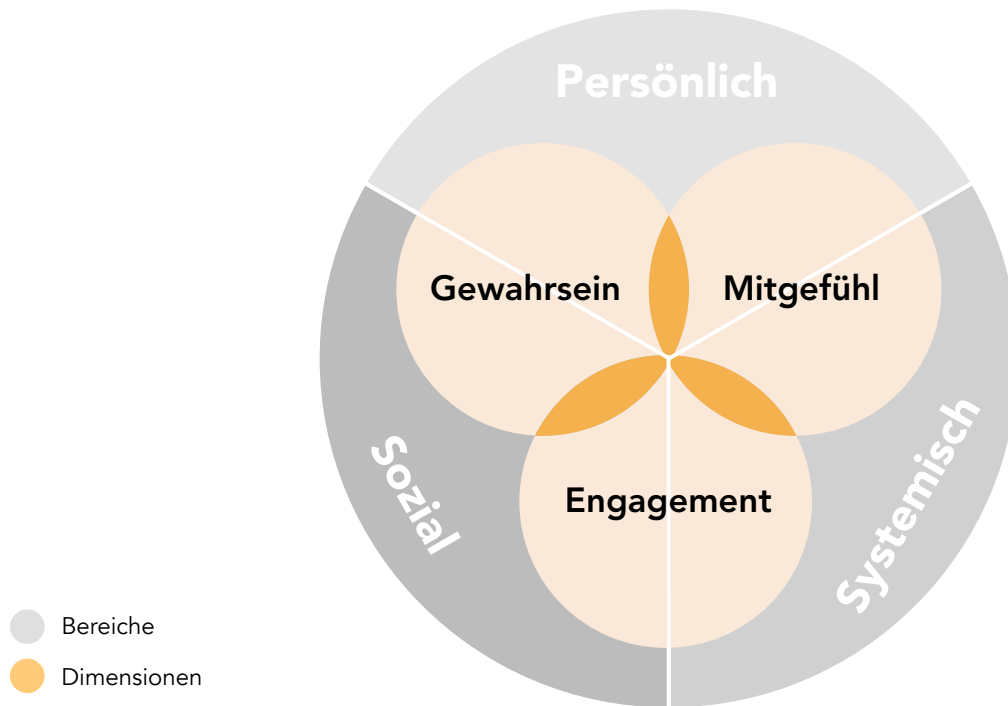 Persönlich
Gewahrsein
Mitgefühl
Sozial
Engagement
Systemisch
Bereiche
Dimensionen